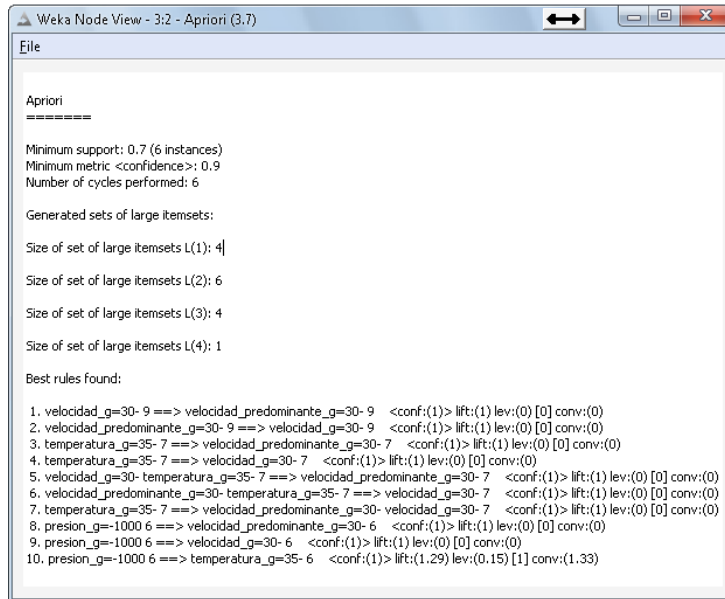 Weka Node View - 3:2 - Apriori (3.7)
File
Apriori
=======
Minimum support: 0.7 (6 instances)
Minimum metric <confidence>: 0.9
Number of cycles performed: 6
Generated sets of large itemsets:
Size of set of large itemsets L(1): 4
Size of set of large itemsets L(2): 6
Size of set of large itemsets L(3): 4
Size of set of large itemsets L(4): 1
Best rules found:
1. velocidad_g=30- 9 ==> velocidad_predominante_g=30- 9 <conf:(1)> lift:(1) lev:(0) [0] conv:(0)
2. velocidad_predominante_g=30- 9 ==> velocidad_g=30- 9 <conf:(1)> lift:(1) lev:(0) [0] conv:(0)
3. temperatura_g=35- 7 ==> velocidad_predominante_g=30- 7 <conf:(1)> lift:(1) lev:(0) [0] conv:(0)
4. temperatura_g=35- 7 ==> velocidad_g=30- 7 <conf:(1)> lift:(1) lev:(0) [0] conv:(0)
5. velocidad_g=30- temperatura_g=35- 7 ==> velocidad_predominante_g=30- 7 <conf:(1)> lift:(1) lev:(0) [0] conv:(0)
6. velocidad_predominante_g=30- temperatura_g=35- 7 ==> velocidad_g=30- 7 <conf:(1)> lift:(1) lev:(0) [0] conv:(0)
7. temperatura_g=35- 7 ==> velocidad_predominante_g=30- velocidad_g=30- 7 <conf:(1)> lift:(1) lev:(0) [0] conv:(0)
8. presion_g=-1000 6 ==> velocidad_predominante_g=30- 6 <conf:(1)> lift:(1) lev:(0) [0] conv:(0)
9. presion_g=-1000 6 ==> velocidad_g=30- 6 <conf:(1)> lift:(1) lev:(0) [0] conv:(0)
10. presion_g=-1000 6 ==> temperatura_g=35- 6 <conf:(1)> lift:(1.29) lev:(0.15) [1] conv:(1.33)